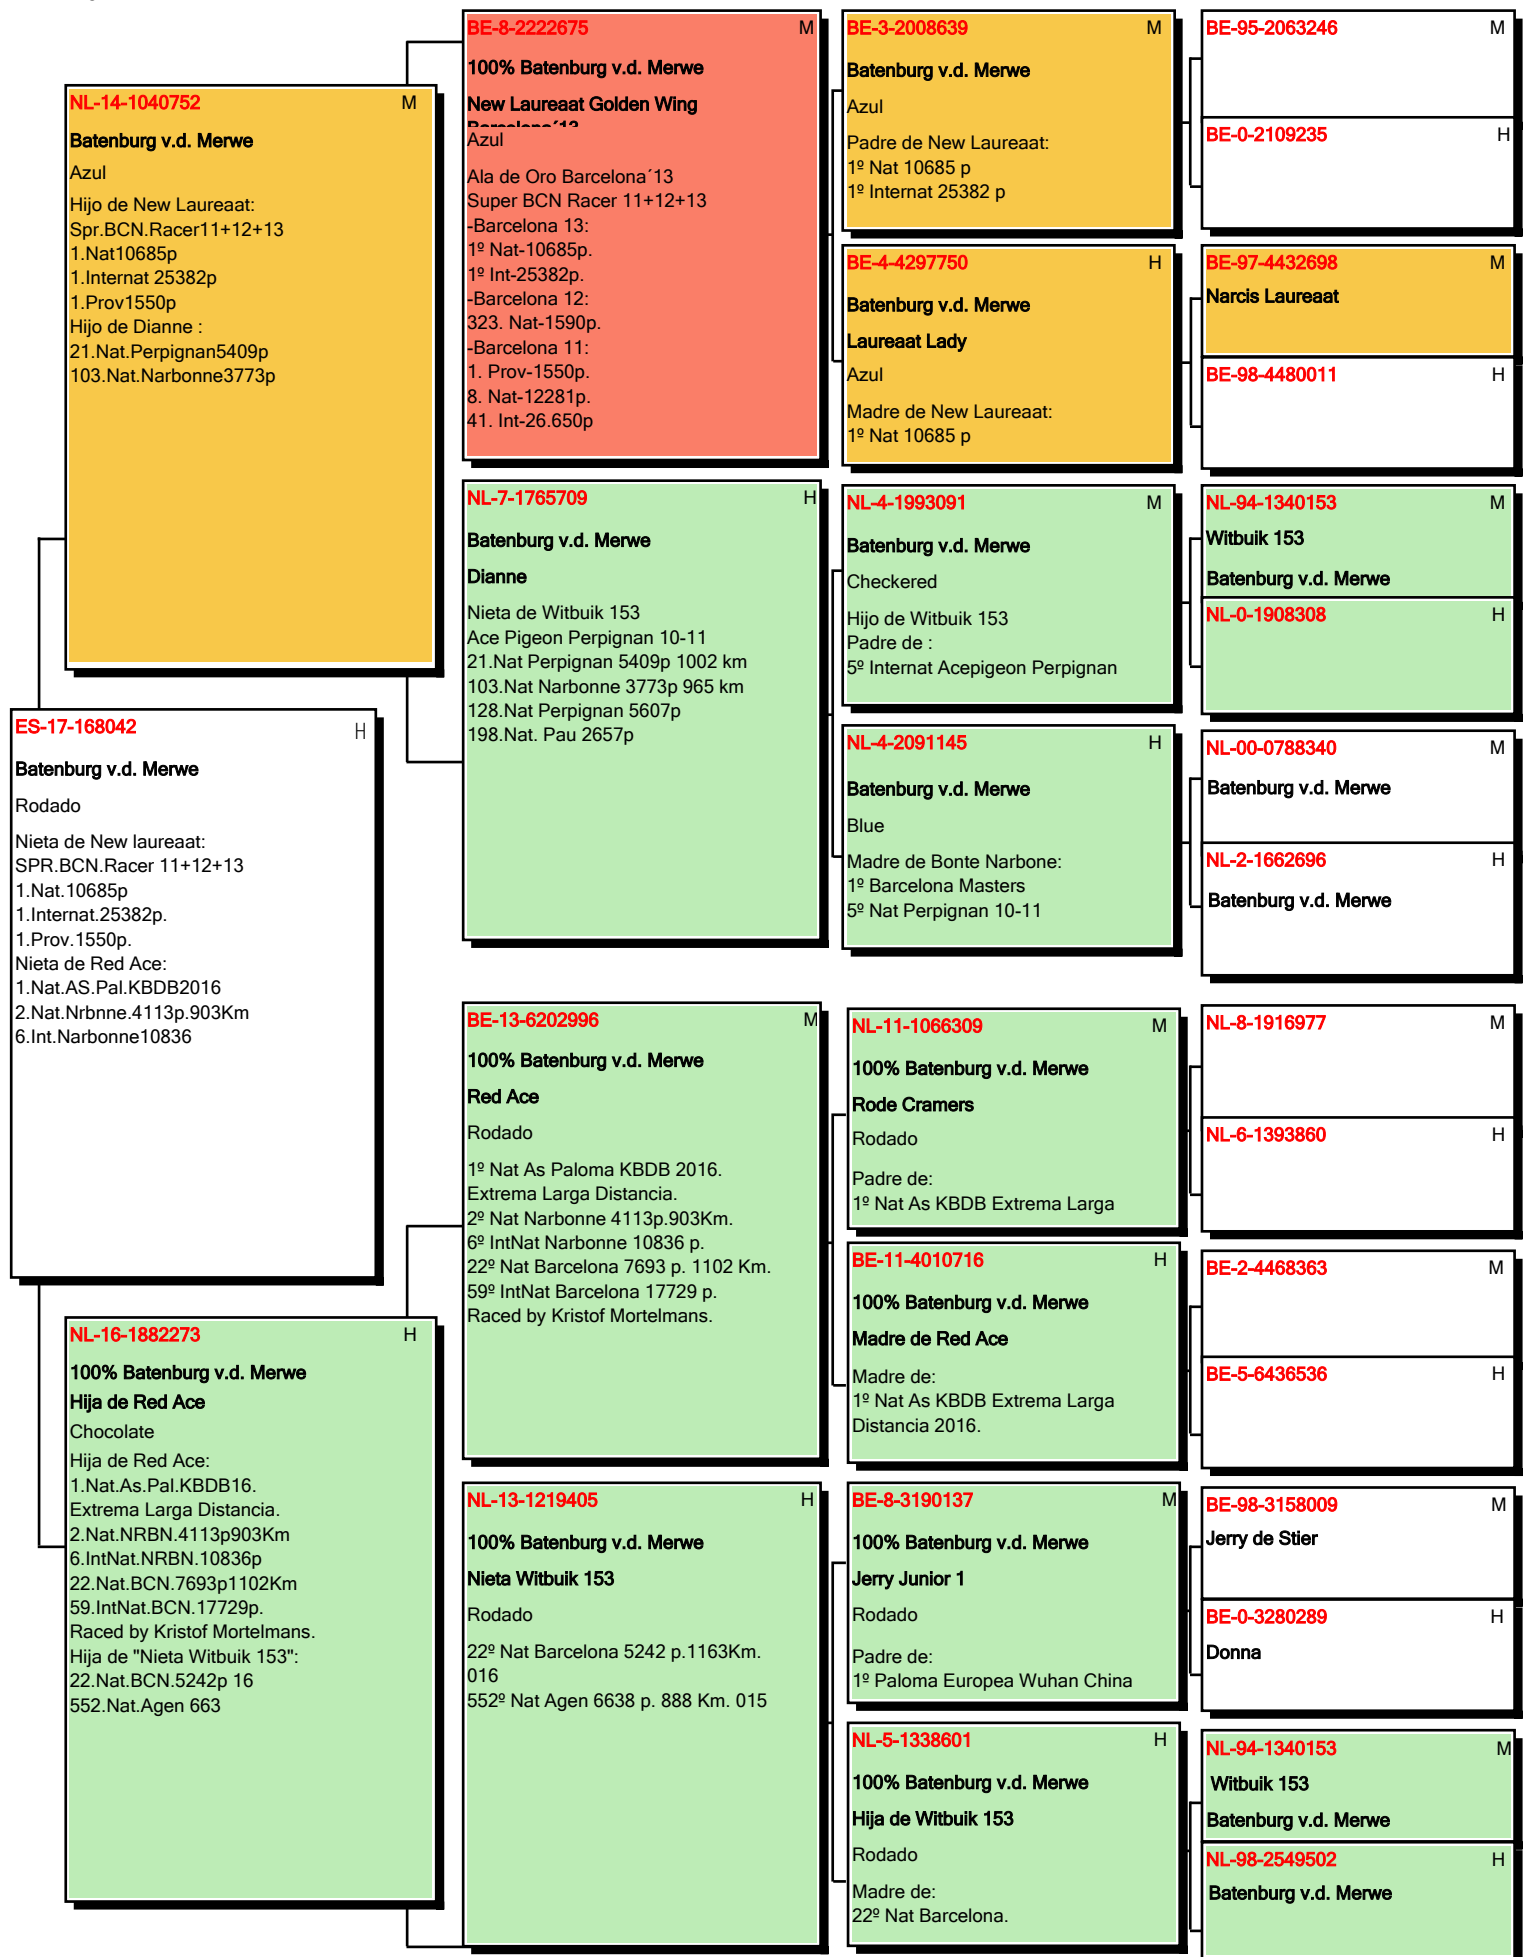 ES-17-168042 H
Batenburg v.d. Merwe
Rodado
Nieta de New laureaat:
SPR.BCN.Racer 11+12+13
1.Nat.10685p
1.Internat.25382p.
1.Prov.1550p.
Nieta de Red Ace:
1.Nat.AS.Pal.KBDB2016
2.Nat.Nrbnne.4113p.903Km
6.Int.Narbonne10836
NL-14-1040752 M
Batenburg v.d. Merwe
Azul
Hijo de New Laureaat:
Spr.BCN.Racer11+12+13
1.Nat10685p
1.Internat 25382p
1.Prov1550p
Hijo de Dianne :
21.Nat.Perpignan5409p
103.Nat.Narbonne3773p
NL-16-1882273 H
100% Batenburg v.d. Merwe
Hija de Red Ace
Chocolate
Hija de Red Ace:
1.Nat.As.Pal.KBDB16.
Extrema Larga Distancia.
2.Nat.NRBN.4113p903Km
6.IntNat.NRBN.10836p
22.Nat.BCN.7693p1102Km
59.IntNat.BCN.17729p.
Raced by Kristof Mortelmans.
Hija de "Nieta Witbuik 153":
22.Nat.BCN.5242p 16
552.Nat.Agen 663
BE-8-2222675 M
100% Batenburg v.d. Merwe
New Laureaat Golden Wing
Barcelona´13
Azul
Ala de Oro Barcelona´13
Super BCN Racer 11+12+13
-Barcelona 13:
1º Nat-10685p.
1º Int-25382p.
-Barcelona 12:
323. Nat-1590p.
-Barcelona 11:
1. Prov-1550p.
8. Nat-12281p.
41. Int-26.650p
NL-7-1765709 H
Batenburg v.d. Merwe
Dianne
Nieta de Witbuik 153
Ace Pigeon Perpignan 10-11
21.Nat Perpignan 5409p 1002 km
103.Nat Narbonne 3773p 965 km
128.Nat Perpignan 5607p
198.Nat. Pau 2657p
BE-13-6202996 M
100% Batenburg v.d. Merwe
Red Ace
Rodado
1º Nat As Paloma KBDB 2016.
Extrema Larga Distancia.
2º Nat Narbonne 4113p.903Km.
6º IntNat Narbonne 10836 p.
22º Nat Barcelona 7693 p. 1102 Km.
59º IntNat Barcelona 17729 p.
Raced by Kristof Mortelmans.
NL-13-1219405 H
100% Batenburg v.d. Merwe
Nieta Witbuik 153
Rodado
22º Nat Barcelona 5242 p.1163Km.
016
552º Nat Agen 6638 p. 888 Km. 015
BE-3-2008639 M
Batenburg v.d. Merwe
Azul
Padre de New Laureaat:
1º Nat 10685 p
1º Internat 25382 p
BE-4-4297750 H
Batenburg v.d. Merwe
Laureaat Lady
Azul
Madre de New Laureaat:
1º Nat 10685 p
NL-4-1993091 M
Batenburg v.d. Merwe
Checkered
Hijo de Witbuik 153
Padre de :
5º Internat Acepigeon Perpignan
NL-4-2091145 H
Batenburg v.d. Merwe
Blue
Madre de Bonte Narbone:
1º Barcelona Masters
5º Nat Perpignan 10-11
NL-11-1066309 M
100% Batenburg v.d. Merwe
Rode Cramers
Rodado
Padre de:
1º Nat As KBDB Extrema Larga
BE-11-4010716 H
100% Batenburg v.d. Merwe
Madre de Red Ace
Madre de:
1º Nat As KBDB Extrema Larga
Distancia 2016.
BE-8-3190137 M
100% Batenburg v.d. Merwe
Jerry Junior 1
Rodado
Padre de:
1º Paloma Europea Wuhan China
NL-5-1338601 H
100% Batenburg v.d. Merwe
Hija de Witbuik 153
Rodado
Madre de:
22º Nat Barcelona.
BE-95-2063246 M
BE-0-2109235 H
BE-97-4432698 M
Narcis Laureaat
BE-98-4480011 H
NL-94-1340153 M
Witbuik 153
Batenburg v.d. Merwe
NL-0-1908308 H
NL-00-0788340 M
Batenburg v.d. Merwe
NL-2-1662696 H
Batenburg v.d. Merwe
NL-8-1916977 M
NL-6-1393860 H
BE-2-4468363 M
BE-5-6436536 H
BE-98-3158009 M
Jerry de Stier
BE-0-3280289 H
Donna
NL-94-1340153 M
Witbuik 153
Batenburg v.d. Merwe
NL-98-2549502 H
Batenburg v.d. Merwe